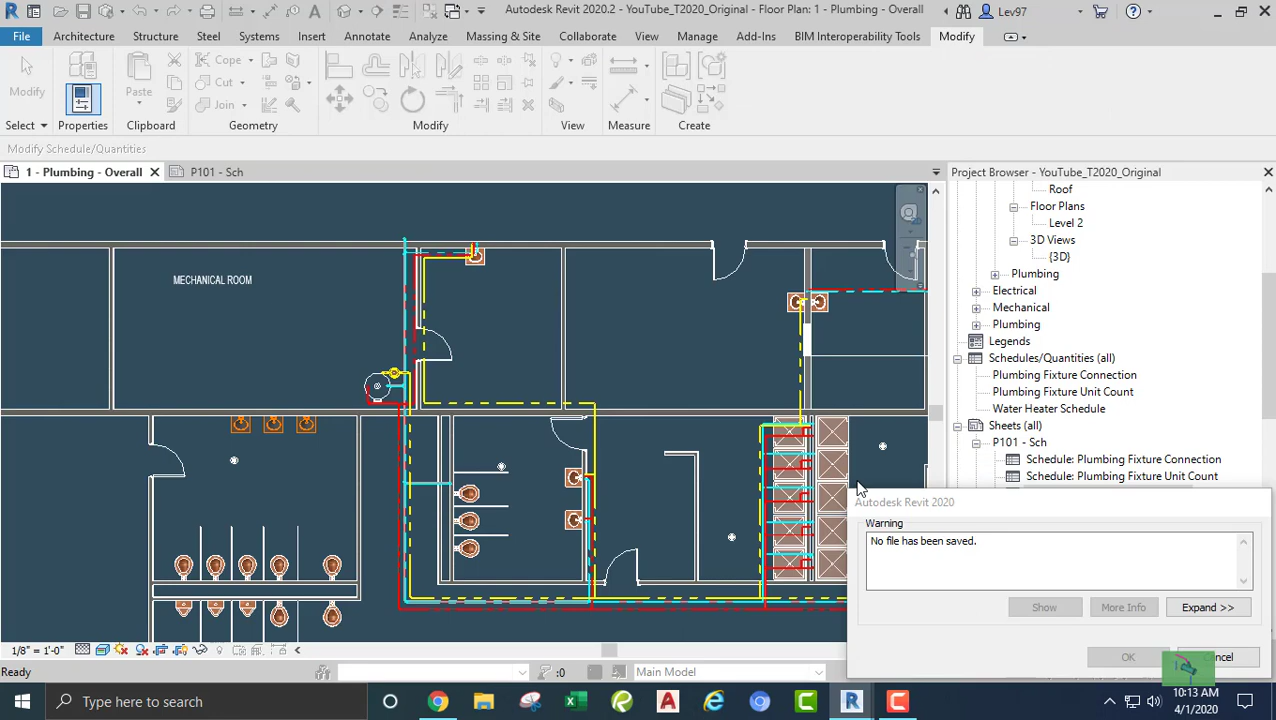 Autodesk Revit 2020.2 - YouTube_T2020_Original - Floor Plan: 1 - Plumbing - Overall
Lev97
File Architecture Structure Steel Systems Insert Annotate Analyze Massing & Site Collaborate View Manage Add-Ins BIM Interoperability Tools Modify
Modify
Paste
Cope
Cut
Join
Select Properties Clipboard Geometry Modify View Measure Create
Modify Schedule/Quantities
1 - Plumbing - Overall
P101 - Sch
Project Browser - YouTube_T2020_Original
Roof
Floor Plans
Level 2
3D Views
{3D}
Plumbing
Electrical
Mechanical
Plumbing
Legends
Schedules/Quantities (all)
Plumbing Fixture Connection
Plumbing Fixture Unit Count
Water Heater Schedule
Sheets (all)
P101 - Sch
Schedule: Plumbing Fixture Connection
Schedule: Plumbing Fixture Unit Count
MECHANICAL ROOM
Autodesk Revit 2020
Warning
No file has been saved.
Show More Info Expand >>
OK Cancel
1/8" = 1'-0"
Ready
:0
Main Model
Type here to search
10:13 AM
4/1/2020